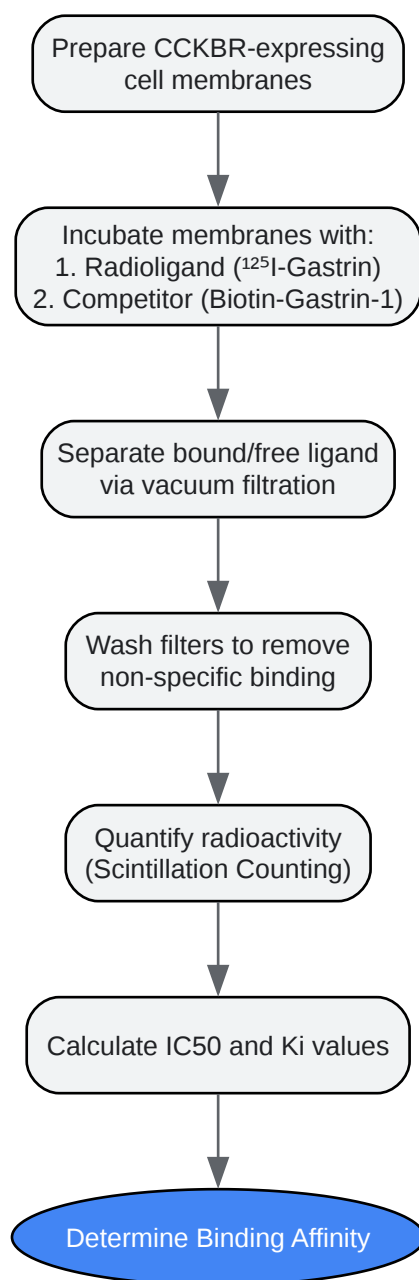 Prepare CCKBR-expressing
cell membranes
Incubate membranes with:
1. Radioligand (¹²⁵I-Gastrin)
2. Competitor (Biotin-Gastrin-1)
Separate bound/free ligand
via vacuum filtration
Wash filters to remove
non-specific binding
Quantify radioactivity
(Scintillation Counting)
Calculate IC50 and Ki values
Determine Binding Affinity